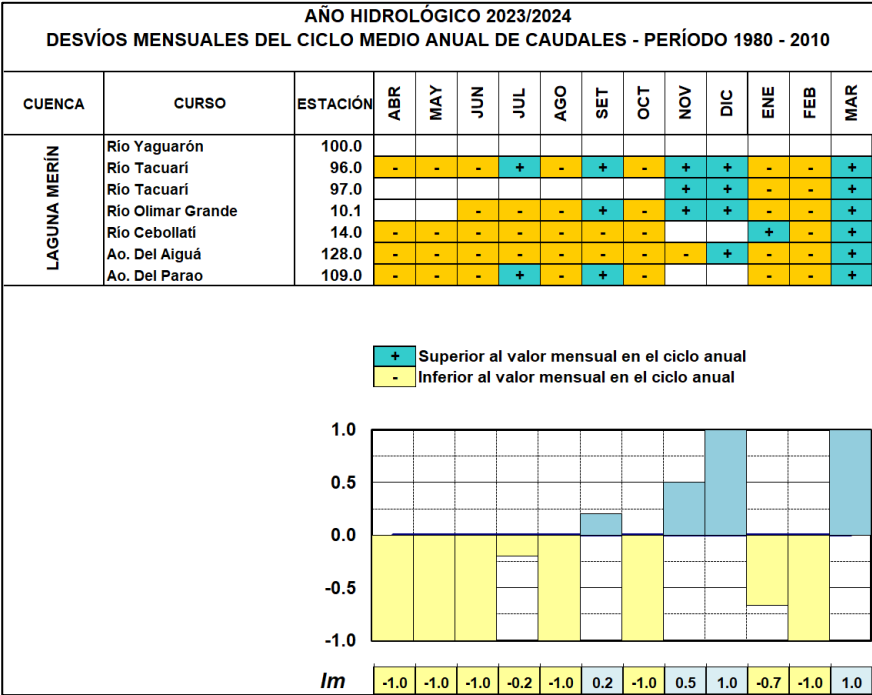 AÑO HIDROLÓGICO 2023/2024
DESVÍOS MENSUALES DEL CICLO MEDIO ANUAL DE CAUDALES - PERÍODO 1980 - 2010
CUENCA CURSO ESTACIÓN ABR MAY JUN JUL AGO SET OCT NOV DIC ENE FEB MAR
LAGUNA MERÍN
Río Yaguarón 100.0
Río Tacuarí 96.0 - - - + - + - + + - - +
Río Tacuarí 97.0 + + - - +
Río Olimar Grande 10.1 - - - + - + + - - +
Río Cebollatí 14.0 - - - - - - - + - +
Ao. Del Aiguá 128.0 - - - - - - - - + - - +
Ao. Del Parao 109.0 - - - + - + - - - +
+ Superior al valor mensual en el ciclo anual
- Inferior al valor mensual en el ciclo anual
1.0
0.5
0.0
-0.5
-1.0
Im -1.0 -1.0 -1.0 -0.2 -1.0 0.2 -1.0 0.5 1.0 -0.7 -1.0 1.0